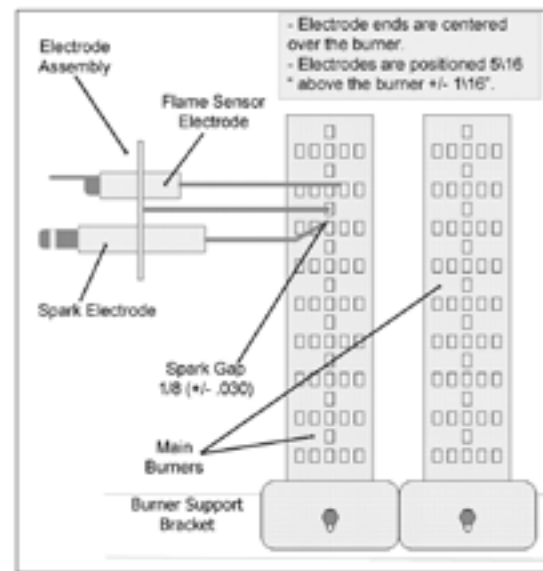 - Electrode ends are centered
over the burner.
- Electrodes are positioned 5\16
" above the burner +/- 1\16".
Electrode
Assembly
Flame Sensor
Electrode
Spark Electrode
Spark Gap
1/8 (+/- .030)
Main
Burners
Burner Support
Bracket